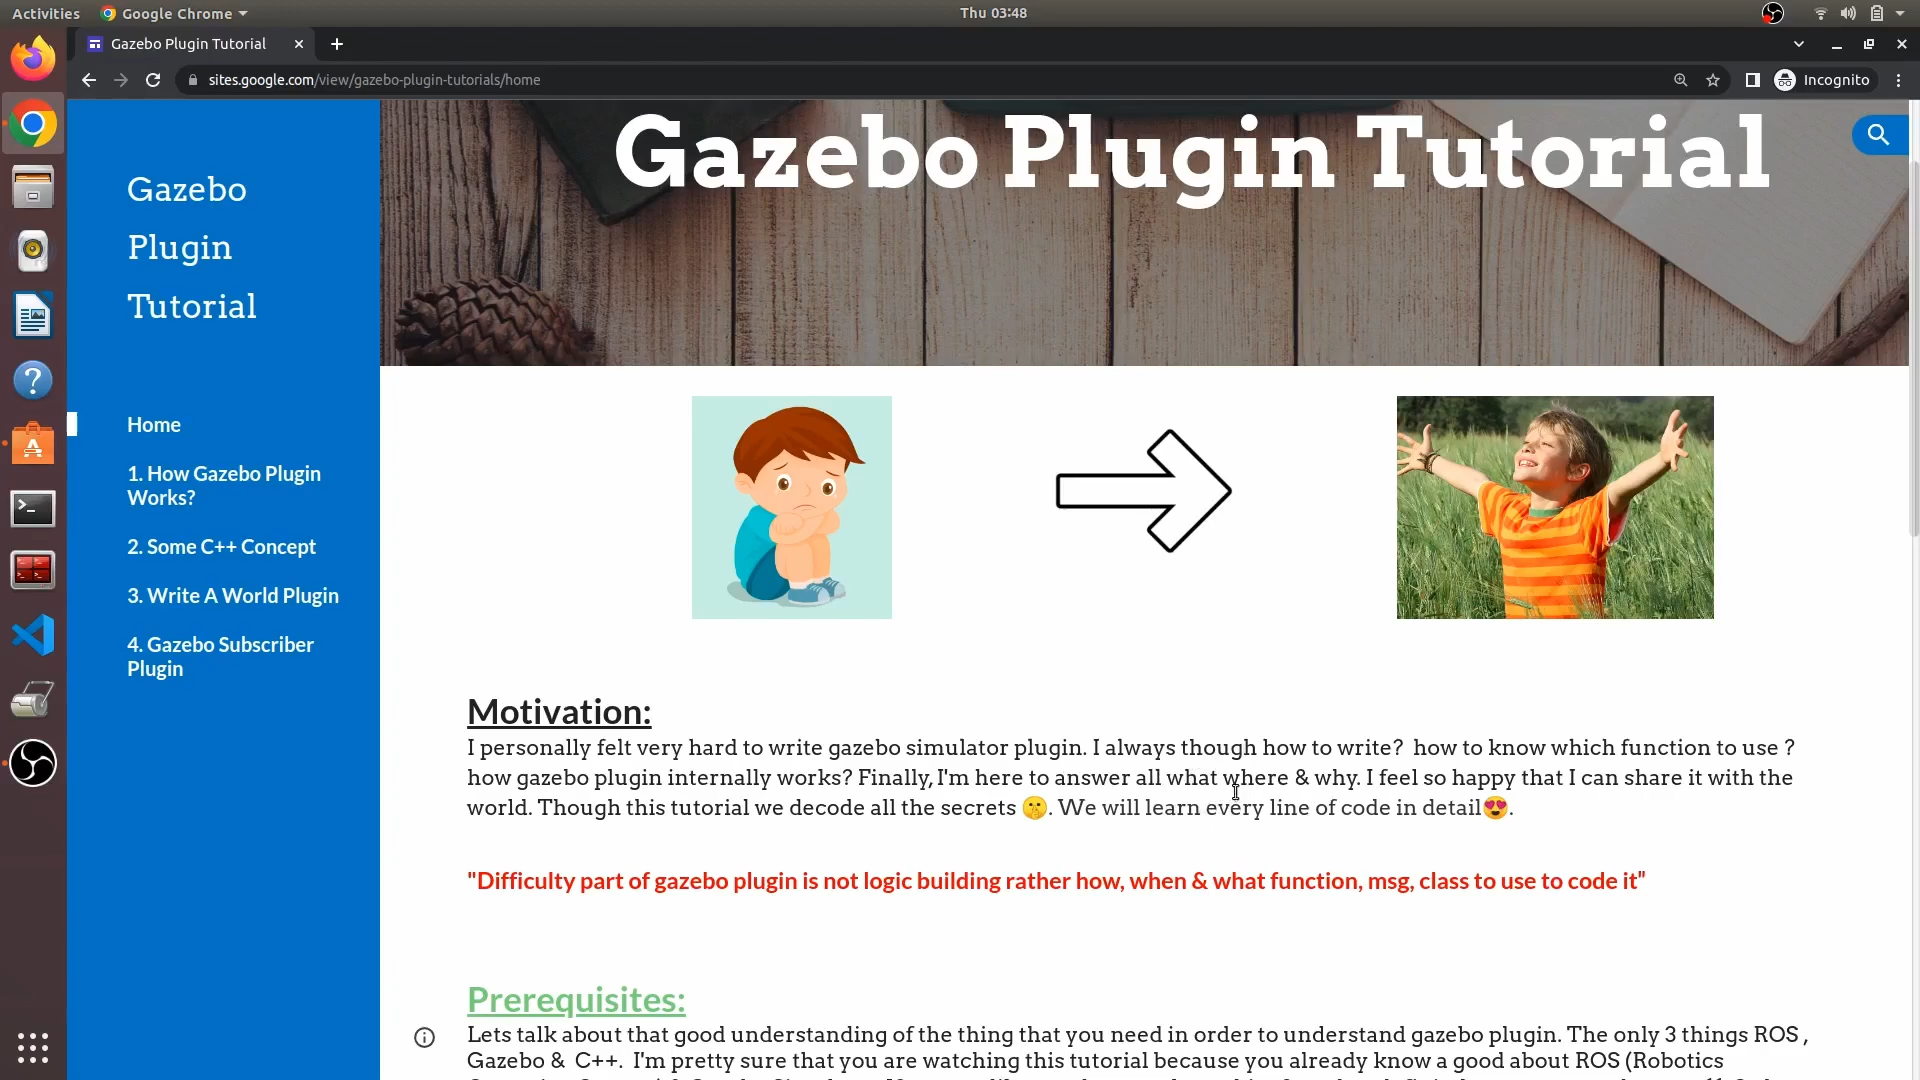 Activities
Google Chrome
Thu 03:48
Gazebo Plugin Tutorial
sites.google.com/view/gazebo-plugin-tutorials/home
Incognito
Gazebo
Plugin
Tutorial
Home
1. How Gazebo Plugin
Works?
2. Some C++ Concept
3. Write A World Plugin
4. Gazebo Subscriber
Plugin
Gazebo Plugin Tutorial
Motivation:
I personally felt very hard to write gazebo simulator plugin. I always though how to write?  how to know which function to use ?
how gazebo plugin internally works? Finally, I'm here to answer all what where & why. I feel so happy that I can share it with the
world. Though this tutorial we decode all the secrets 🤫. We will learn every line of code in detail😍.
"Difficulty part of gazebo plugin is not logic building rather how, when & what function, msg, class to use to code it"
Prerequisites:
Lets talk about that good understanding of the thing that you need in order to understand gazebo plugin. The only 3 things ROS ,
Gazebo &  C++.  I'm pretty sure that you are watching this tutorial because you already know a good about ROS (Robotics